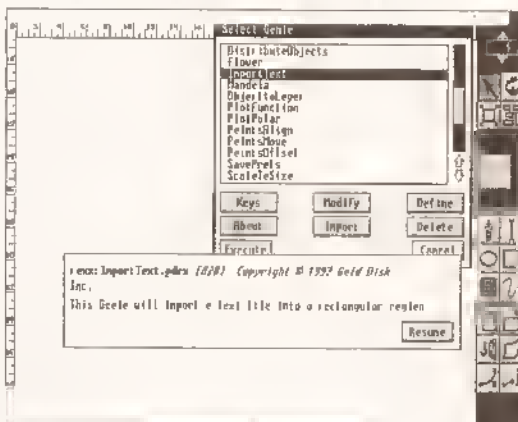 Select Genie
DistributeObjects
Flower
ImportText
Mandela
ObjectToLayer
PlotFunction
PlotPolar
PointsAlign
PointsMove
PointsOffset
SavePrefs
ScaleToSize
Keys
Modify
Define
About
Import
Delete
Execute
Cancel
rexx:ImportText.pdrx Copyright © 1992 Gold Disk
Inc.
This Genie will import a text file into a rectangular region
Resume